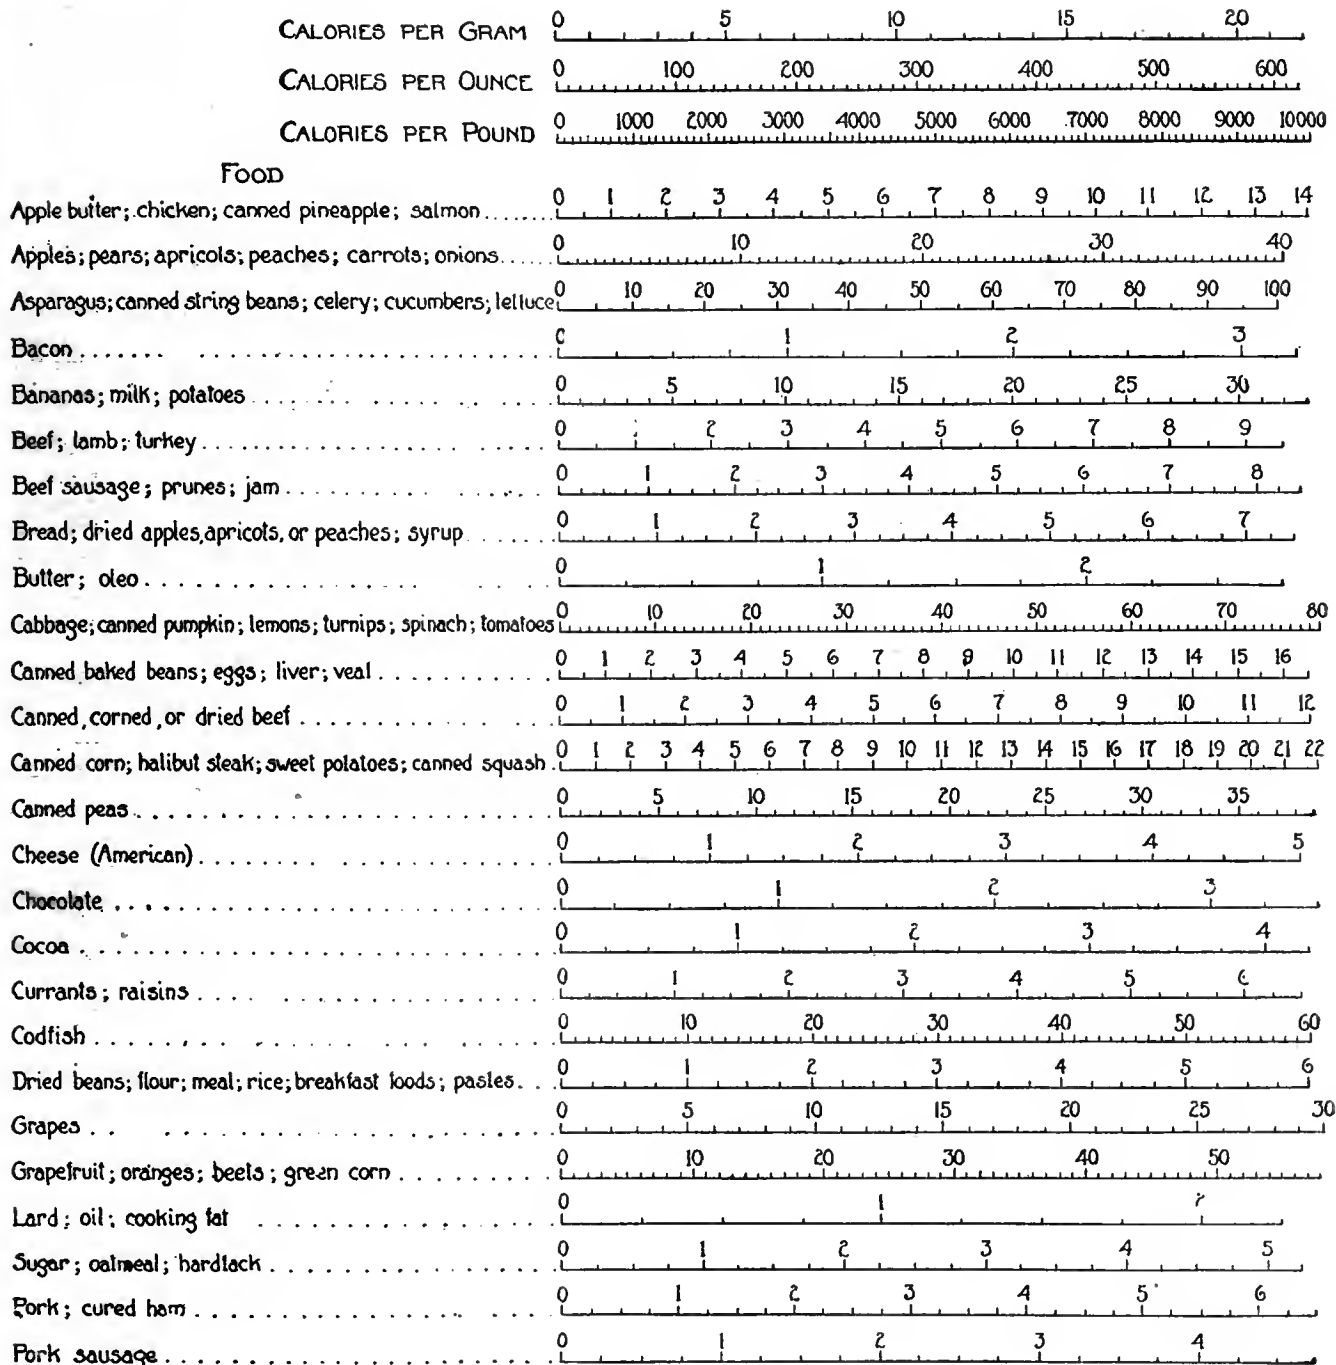 CALORIES PER GRAM 0 5 10 15 20
CALORIES PER OUNCE 0 100 200 300 400 500 600
CALORIES PER POUND 0 1000 2000 3000 4000 5000 6000 7000 8000 9000 10000
FOOD
Apple butter; chicken; canned pineapple; salmon 0 1 2 3 4 5 6 7 8 9 10 11 12 13 14
Apples; pears; apricots; peaches; carrots; onions 0 10 20 30 40
Asparagus; canned string beans; celery; cucumbers; lettuce 0 10 20 30 40 50 60 70 80 90 100
Bacon 0 1 2 3
Bananas; milk; potatoes 0 5 10 15 20 25 30
Beef; lamb; turkey 0 1 2 3 4 5 6 7 8 9
Beef sausage; prunes; jam 0 1 2 3 4 5 6 7 8
Bread; dried apples, apricots, or peaches; syrup 0 1 2 3 4 5 6 7
Butter; oleo 0 1 2
Cabbage; canned pumpkin; lemons; turnips; spinach; tomatoes 0 10 20 30 40 50 60 70 80
Canned baked beans; eggs; liver; veal 0 1 2 3 4 5 6 7 8 9 10 11 12 13 14 15 16
Canned, corned, or dried beef 0 1 2 3 4 5 6 7 8 9 10 11 12
Canned corn; halibut steak; sweet potatoes; canned squash 0 1 2 3 4 5 6 7 8 9 10 11 12 13 14 15 16 17 18 19 20 21 22
Canned peas 0 5 10 15 20 25 30 35
Cheese (American) 0 1 2 3 4 5
Chocolate 0 1 2 3
Cocoa 0 1 2 3 4
Currants; raisins 0 1 2 3 4 5 6
Codfish 0 10 20 30 40 50 60
Dried beans; flour; meal; rice; breakfast foods; pastes 0 1 2 3 4 5 6
Grapes 0 5 10 15 20 25 30
Grapefruit; oranges; beets; green corn 0 10 20 30 40 50
Lard; oil; cooking fat 0 1 2
Sugar; oatmeal; hardtack 0 1 2 3 4 5
Pork; cured ham 0 1 2 3 4 5 6
Pork sausage 0 1 2 3 4